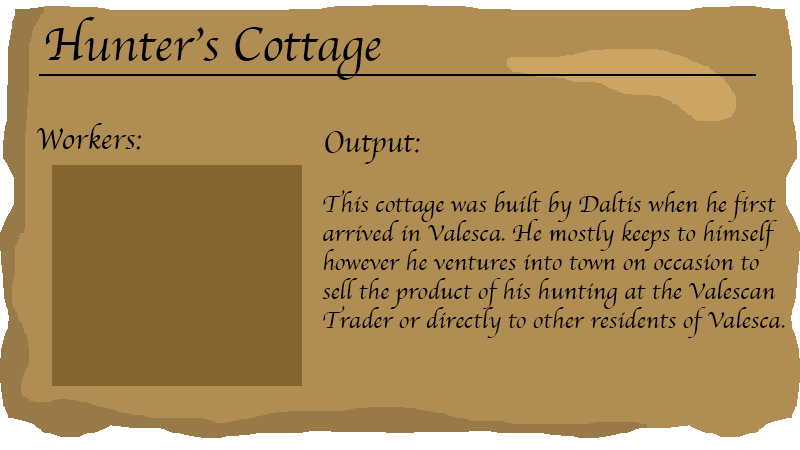 Hunter's Cottage
Workers:
Output:
This cottage was built by Daltis when he first
arrived in Valesca. He mostly keeps to himself
however he ventures into town on occasion to
sell the product of his hunting at the Valescan
Trader or directly to other residents of Valesca.